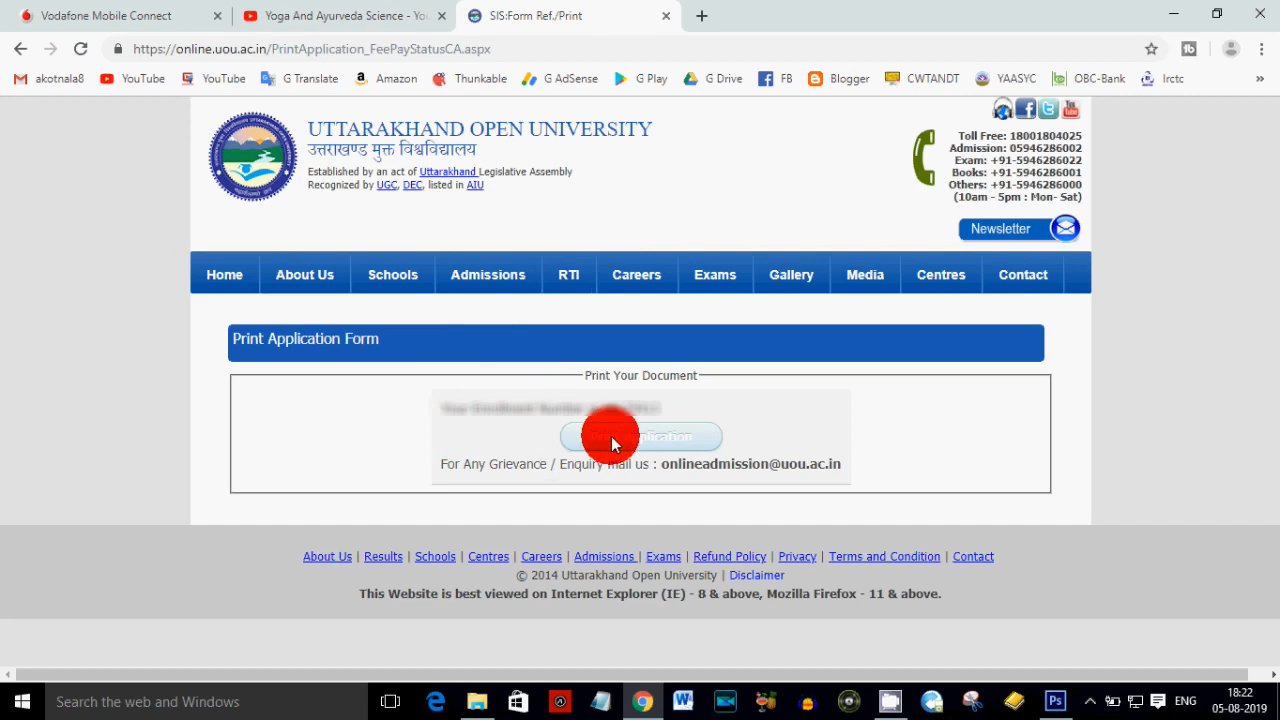 Vodafone Mobile Connect
Yoga And Ayurveda Science - You
SIS:Form Ref./Print
https://online.uou.ac.in/PrintApplication_FeePayStatusCA.aspx
akotnala8 YouTube YouTube G Translate Amazon Thunkable G AdSense G Play G Drive FB Blogger CWTANDT YAASYC OBC-Bank Irctc »
UTTARAKHAND OPEN UNIVERSITY
उत्तराखण्ड मुक्त विश्वविद्यालय
Established by an act of Uttarakhand Legislative Assembly
Recognized by UGC, DEC, listed in AIU
Toll Free: 18001804025
Admission: 05946286002
Exam: +91-5946286022
Books: +91-5946286001
Others: +91-5946286000
(10am - 5pm : Mon- Sat)
Newsletter
Home About Us Schools Admissions RTI Careers Exams Gallery Media Centres Contact
Print Application Form
Print Your Document
For Any Grievance / Enquiry mail us : onlineadmission@uou.ac.in
About Us | Results | Schools | Centres | Careers | Admissions | Exams | Refund Policy | Privacy | Terms and Condition | Contact
© 2014 Uttarakhand Open University | Disclaimer
This Website is best viewed on Internet Explorer (IE) - 8 & above, Mozilla Firefox - 11 & above.
Search the web and Windows
ENG
18:22
05-08-2019